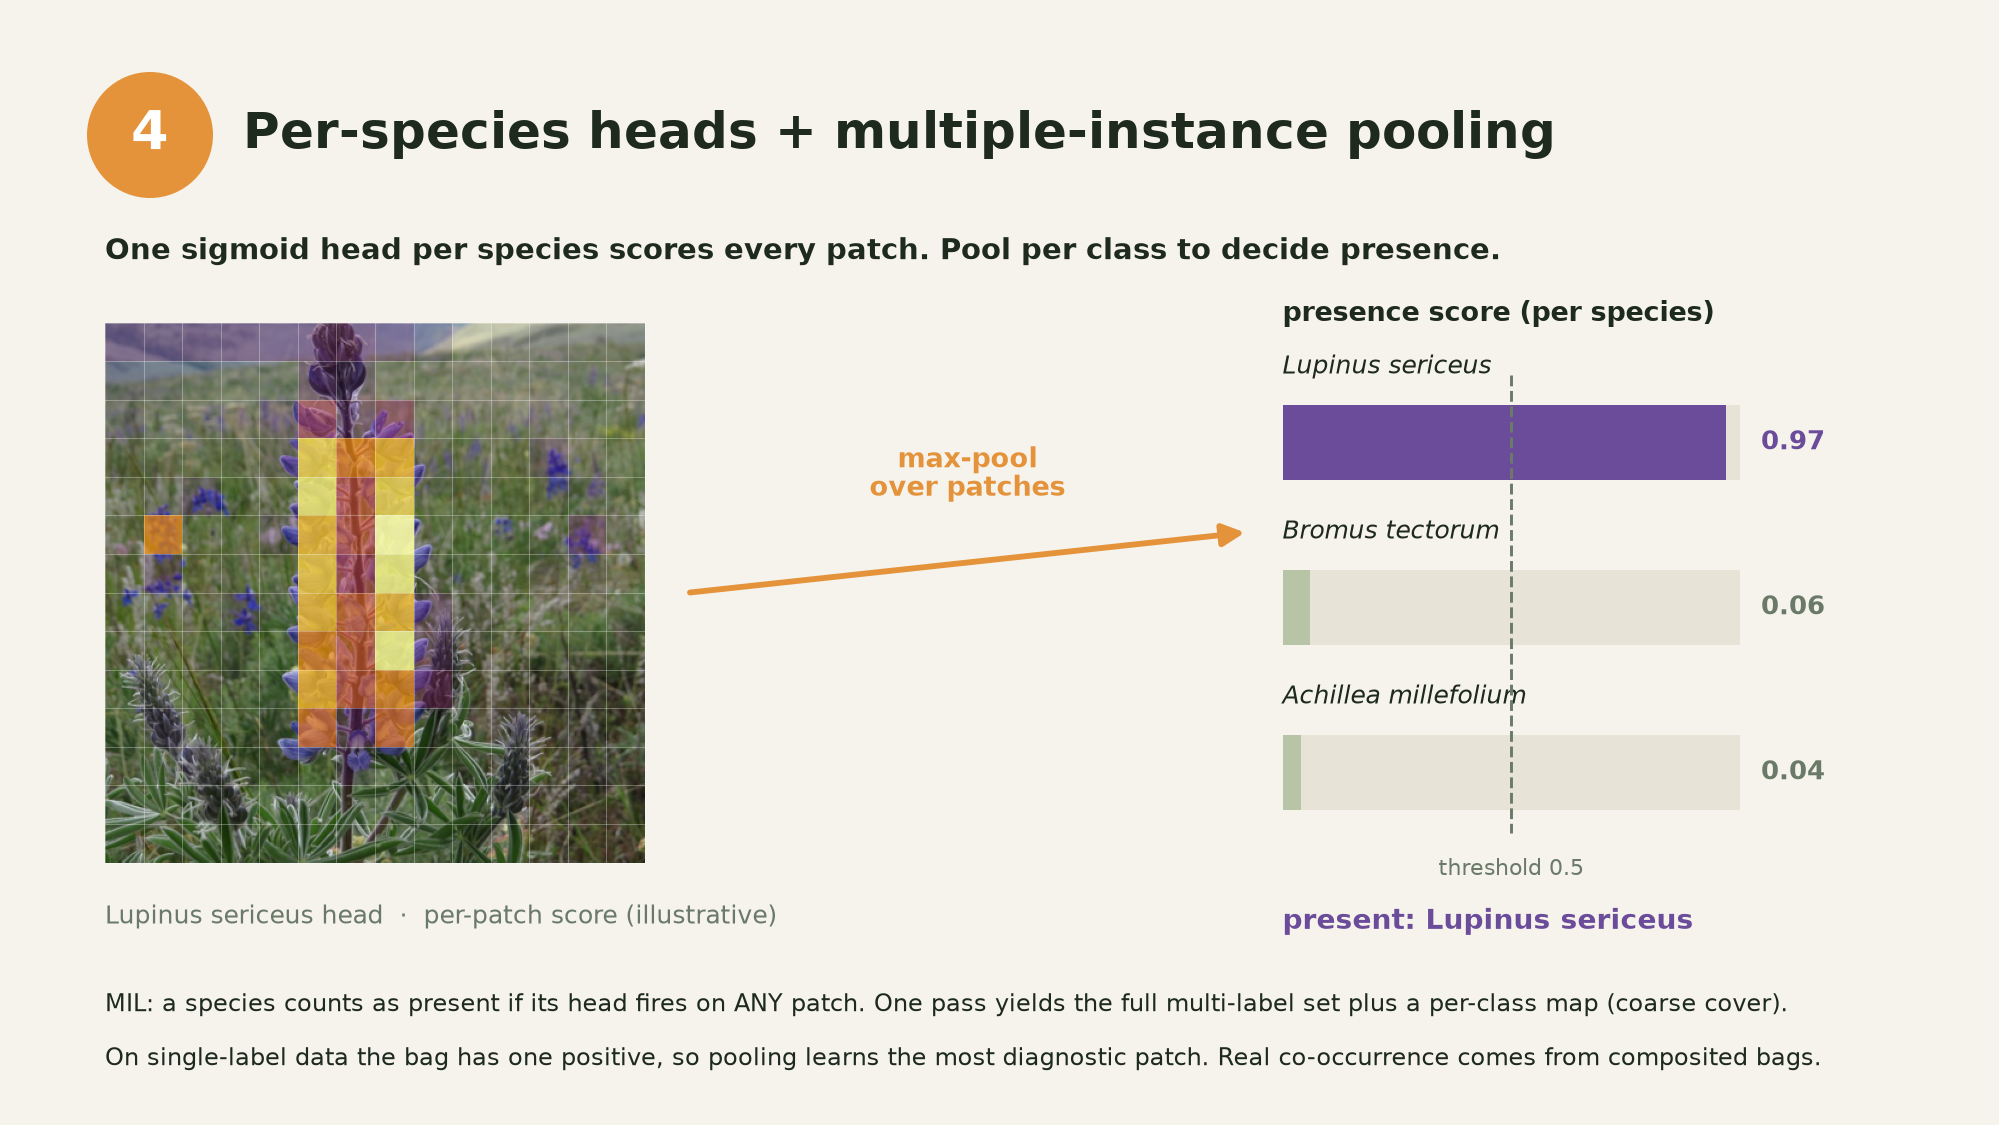 4
Per-species heads + multiple-instance pooling
One sigmoid head per species scores every patch. Pool per class to decide presence.
max-pool
over patches
presence score (per species)
Lupinus sericeus
0.97
Bromus tectorum
0.06
Achillea millefolium
0.04
threshold 0.5
Lupinus sericeus head · per-patch score (illustrative)
present: Lupinus sericeus
MIL: a species counts as present if its head fires on ANY patch. One pass yields the full multi-label set plus a per-class map (coarse cover).
On single-label data the bag has one positive, so pooling learns the most diagnostic patch. Real co-occurrence comes from composited bags.